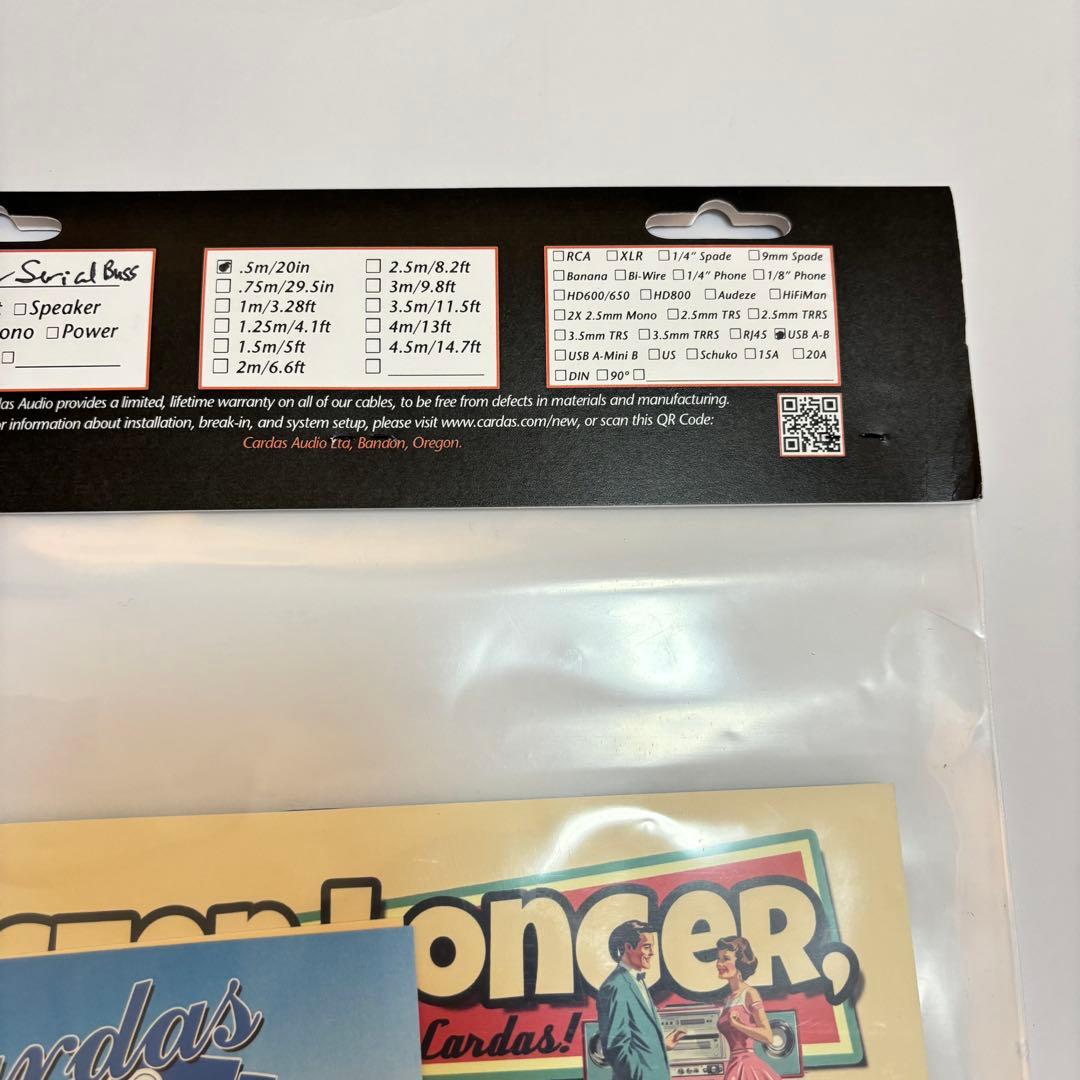 Serial Buss
☐Speaker
ono ☐Power
☐
☒ .5m/20in
☐ .75m/29.5in
☐ 1m/3.28ft
☐ 1.25m/4.1ft
☐ 1.5m/5ft
☐ 2m/6.6ft
☐ 2.5m/8.2ft
☐ 3m/9.8ft
☐ 3.5m/11.5ft
☐ 4m/13ft
☐ 4.5m/14.7ft
☐
☐RCA ☐XLR ☐1/4" Spade ☐9mm Spade
☐Banana ☐Bi-Wire ☐1/4" Phone ☐1/8" Phone
☐HD600/650 ☐HD800 ☐Audeze ☐HiFiMan
☐2X 2.5mm Mono ☐2.5mm TRS ☐2.5mm TRRS
☐3.5mm TRS ☐3.5mm TRRS ☐RJ45 ☒USB A-B
☐USB A-Mini B ☐US ☐Schuko ☐15A ☐20A
☐DIN ☐90° ☐
as Audio provides a limited, lifetime warranty on all of our cables, to be free from defects in materials and manufacturing.
r information about installation, break-in, and system setup, please visit www.cardas.com/new, or scan this QR Code:
Cardas Audio Lta, Bandon, Oregon.
Longer,
Cardas!
ardas